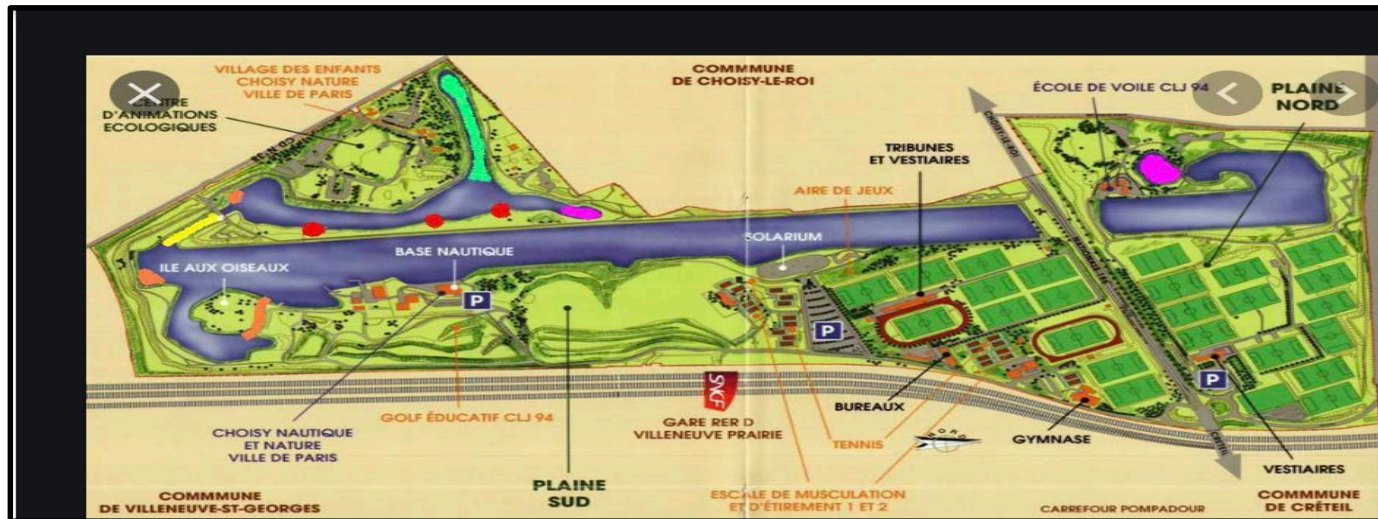 VILLAGE DES ENFANTS
CHOISY NATURE
VILLE DE PARIS
COMMMUNE
DE CHOISY-LE-ROI
ÉCOLE DE VOILE CLJ 94
PLAINE
NORD
CENTRE
D'ANIMATIONS
ECOLOGIQUES
CHOISY-LE-ROI
TRIBUNES
ET VESTIAIRES
AIRE DE JEUX
SOLARIUM
BASE NAUTIQUE
ILE AUX OISEAUX
P
P
P
SNCF
GOLF ÉDUCATIF CLJ 94
GARE RER D
VILLENEUVE PRAIRIE
BUREAUX
TENNIS
NORD
GYMNASE
CHOISY NAUTIQUE
ET NATURE
VILLE DE PARIS
CRÉTEIL
VESTIAIRES
PLAINE
SUD
ESCALE DE MUSCULATION
ET D'ÉTIREMENT 1 ET 2
COMMMUNE
DE VILLENEUVE-ST-GEORGES
CARREFOUR POMPADOUR
COMMMUNE
DE CRÉTEIL